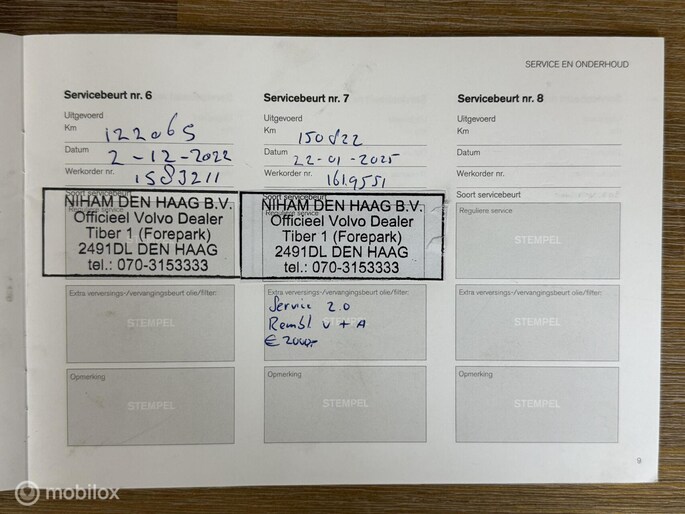 SERVICE EN ONDERHOUD
Servicebeurt nr. 6
Uitgevoerd
Km 122065
Datum 2-12-2022
Werkorder nr. 1583211
Soort servicebeurt
NIHAM DEN HAAG B.V.
Officieel Volvo Dealer
Tiber 1 (Forepark)
2491DL DEN HAAG
tel.: 070-3153333
Extra verversings-/vervangingsbeurt olie/filter:
STEMPEL
Opmerking
STEMPEL
Servicebeurt nr. 7
Uitgevoerd
Km 150822
Datum 22-01-2025
Werkorder nr. 1619551
Soort servicebeurt
Reguliere service
NIHAM DEN HAAG B.V.
Officieel Volvo Dealer
Tiber 1 (Forepark)
2491DL DEN HAAG
tel.: 070-3153333
Extra verversings-/vervangingsbeurt olie/filter:
Service 2.0
Rembl V + A
€ 2000,-
STEMPEL
Opmerking
STEMPEL
Servicebeurt nr. 8
Uitgevoerd
Km
Datum
Werkorder nr.
Soort servicebeurt
Reguliere service
STEMPEL
Extra verversings-/vervangingsbeurt olie/filter:
STEMPEL
Opmerking
STEMPEL
9
mobilox